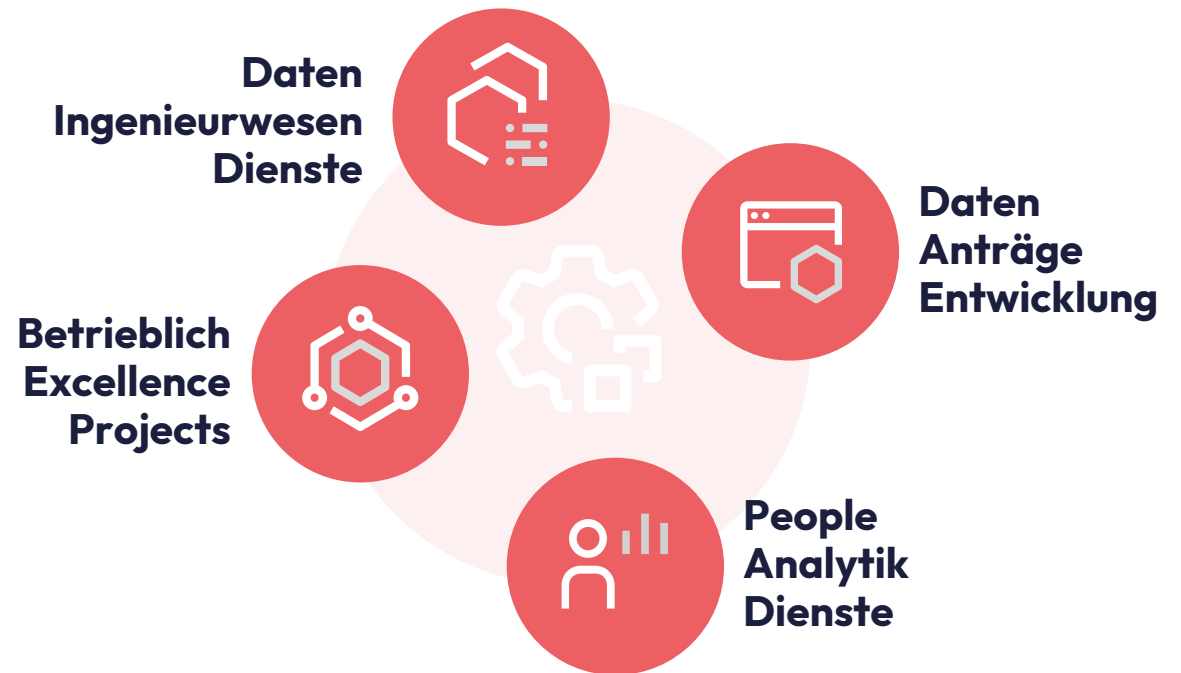 Daten
Ingenieurwesen
Dienste
Daten
Anträge
Entwicklung
Betrieblich
Excellence
Projects
People
Analytik
Dienste